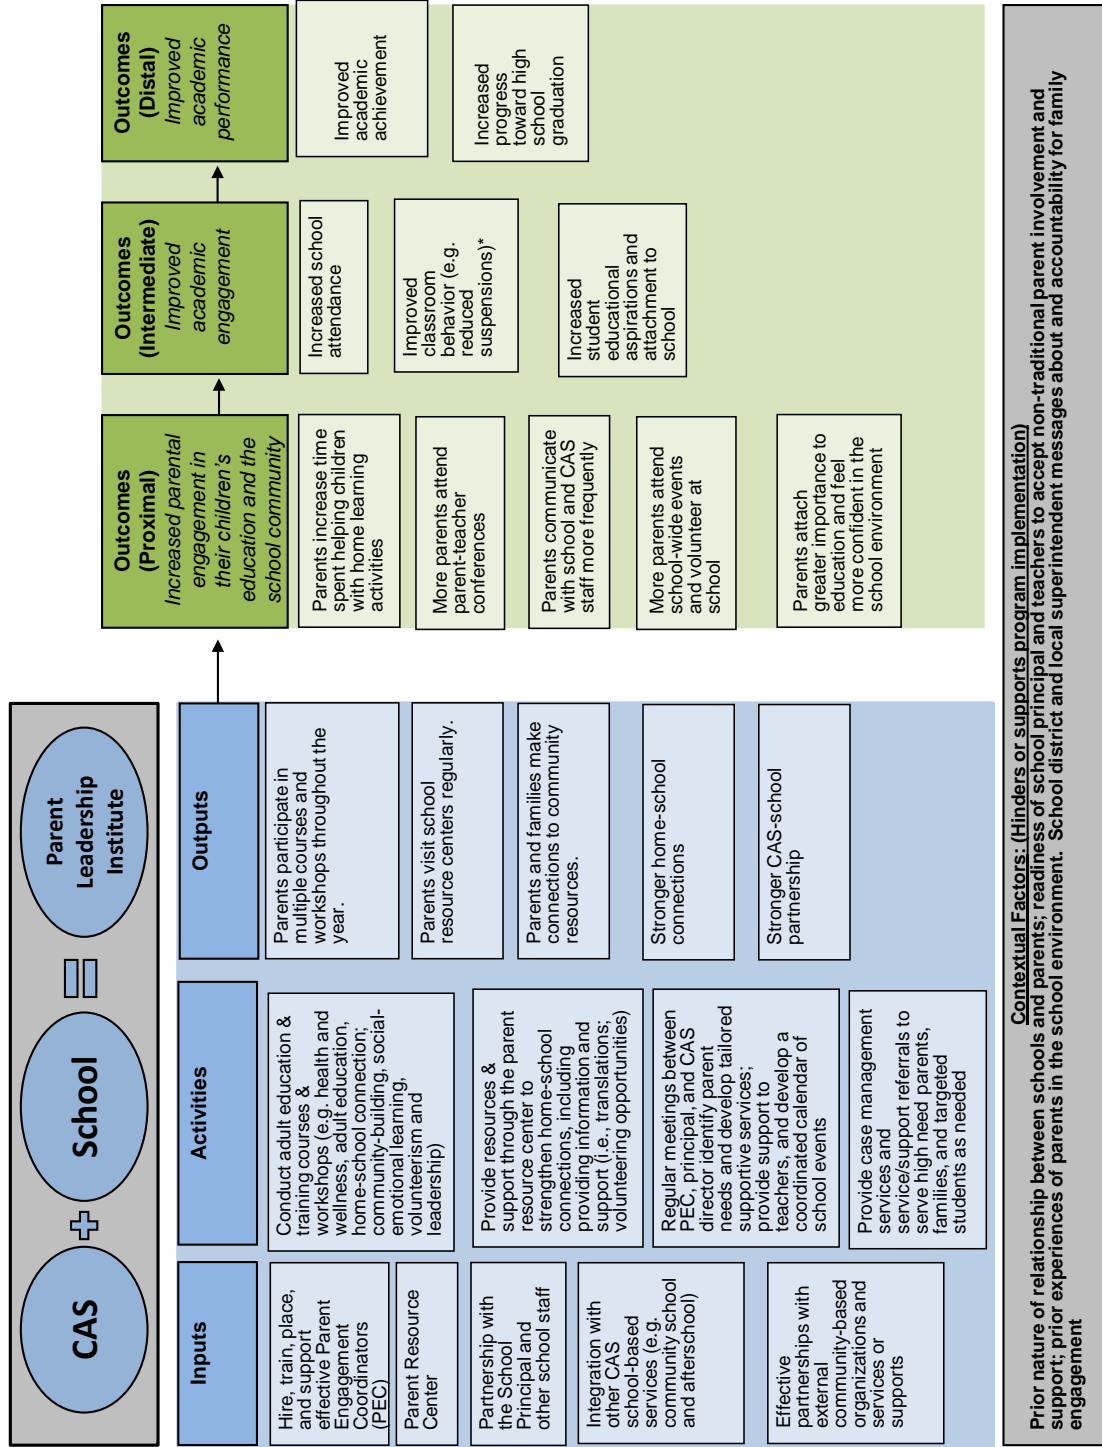 CAS
+
School
=
Parent
Leadership
Institute
Inputs
Hire, train, place,
and support
effective Parent
Engagement
Coordinators
(PEC)
Parent Resource
Center
Partnership with
the School
Principal and
other school staff
Integration with
other CAS
school-based
services (e.g.
community school
and afterschool)
Effective
partnerships with
external
community-based
organizations and
services or
supports
Activities
Conduct adult education &
training courses &
workshops (e.g. health and
wellness, adult education,
home-school connection;
community-building, social-
emotional learning,
volunteerism and
leadership)
Provide resources &
support through the parent
resource center to
strengthen home-school
connections, including
providing information and
support (i.e., translations;
volunteering opportunities)
Regular meetings between
PEC, principal, and CAS
director identify parent
needs and develop tailored
supportive services;
provide support to
teachers, and develop a
coordinated calendar of
school events
Provide case management
services and
service/support referrals to
serve high need parents,
families, and targeted
students as needed
Outputs
Parents participate in
multiple courses and
workshops throughout the
year.
Parents visit school
resource centers regularly.
Parents and families make
connections to community
resources.
Stronger home-school
connections
Stronger CAS-school
partnership
Outcomes
(Proximal)
Increased parental
engagement in
their children's
education and the
school community
Parents increase time
spent helping children
with home learning
activities
More parents attend
parent-teacher
conferences
Parents communicate
with school and CAS
staff more frequently
More parents attend
school-wide events
and volunteer at
school
Parents attach
greater importance to
education and feel
more confident in the
school environment
Outcomes
(Intermediate)
Improved
academic
engagement
Increased school
attendance
Improved
classroom
behavior (e.g.
reduced
suspensions)*
Increased
student
educational
aspirations and
attachment to
school
Outcomes
(Distal)
Improved
academic
performance
Improved
academic
achievement
Increased
progress
toward high
school
graduation
Contextual Factors: (Hinders or supports program implementation)
Prior nature of relationship between schools and parents; readiness of school principal and teachers to accept non-traditional parent involvement and
support; prior experiences of parents in the school environment. School district and local superintendent messages about and accountability for family
engagement